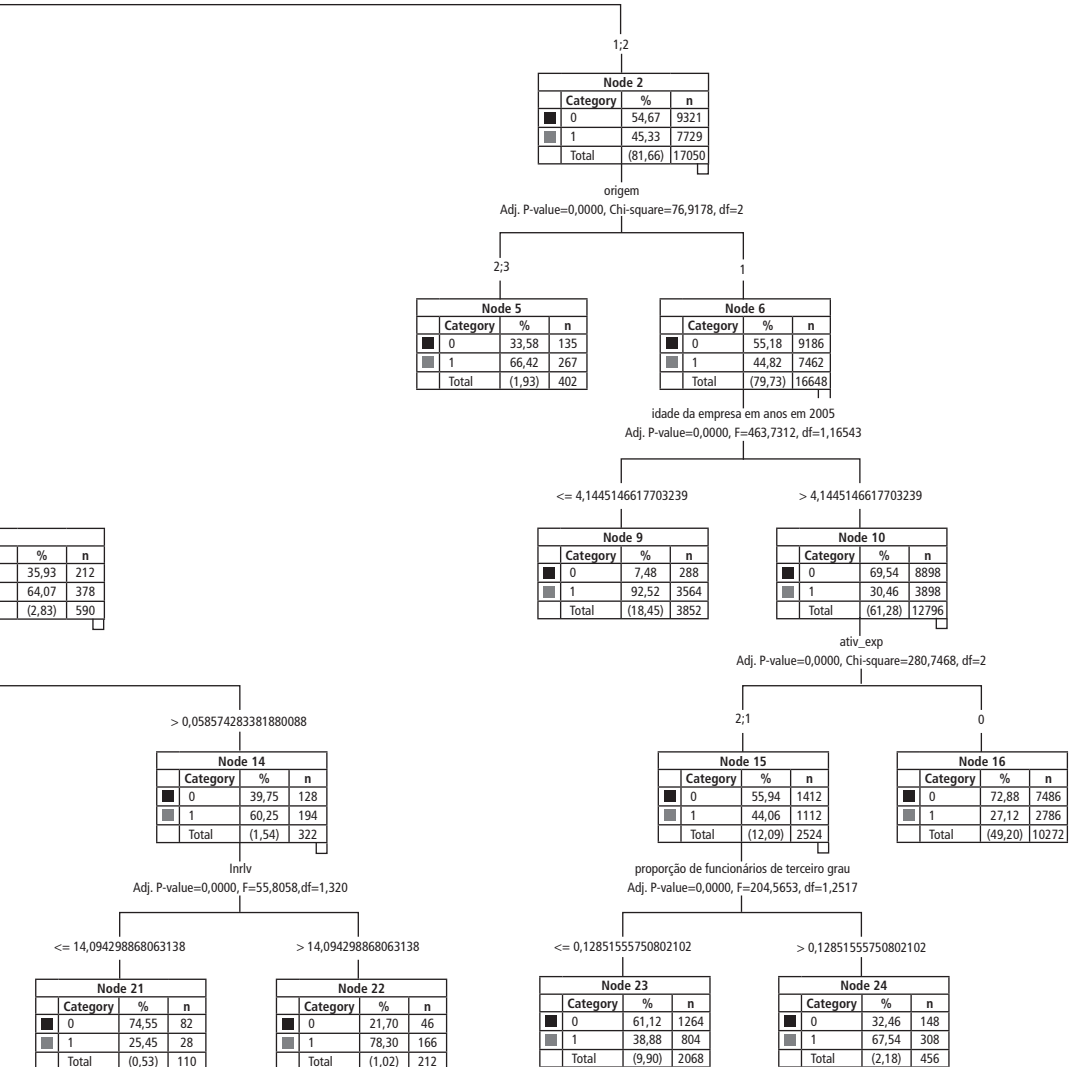 1;2
Node 2
Category % n
0 54,67 9321
1 45,33 7729
Total (81,66) 17050
origem
Adj. P-value=0,0000, Chi-square=76,9178, df=2
2;3
1
Node 5
Category % n
0 33,58 135
1 66,42 267
Total (1,93) 402
Node 6
Category % n
0 55,18 9186
1 44,82 7462
Total (79,73) 16648
idade da empresa em anos em 2005
Adj. P-value=0,0000, F=463,7312, df=1,16543
<= 4,1445146617703239
> 4,1445146617703239
% n
35,93 212
64,07 378
(2,83) 590
Node 9
Category % n
0 7,48 288
1 92,52 3564
Total (18,45) 3852
Node 10
Category % n
0 69,54 8898
1 30,46 3898
Total (61,28) 12796
ativ_exp
Adj. P-value=0,0000, Chi-square=280,7468, df=2
> 0,058574283381880088
2;1
0
Node 14
Category % n
0 39,75 128
1 60,25 194
Total (1,54) 322
Node 15
Category % n
0 55,94 1412
1 44,06 1112
Total (12,09) 2524
Node 16
Category % n
0 72,88 7486
1 27,12 2786
Total (49,20) 10272
lnrlv
Adj. P-value=0,0000, F=55,8058,df=1,320
proporção de funcionários de terceiro grau
Adj. P-value=0,0000, F=204,5653, df=1,2517
<= 14,094298868063138
> 14,094298868063138
<= 0,12851555750802102
> 0,12851555750802102
Node 21
Category % n
0 74,55 82
1 25,45 28
Total (0,53) 110
Node 22
Category % n
0 21,70 46
1 78,30 166
Total (1,02) 212
Node 23
Category % n
0 61,12 1264
1 38,88 804
Total (9,90) 2068
Node 24
Category % n
0 32,46 148
1 67,54 308
Total (2,18) 456